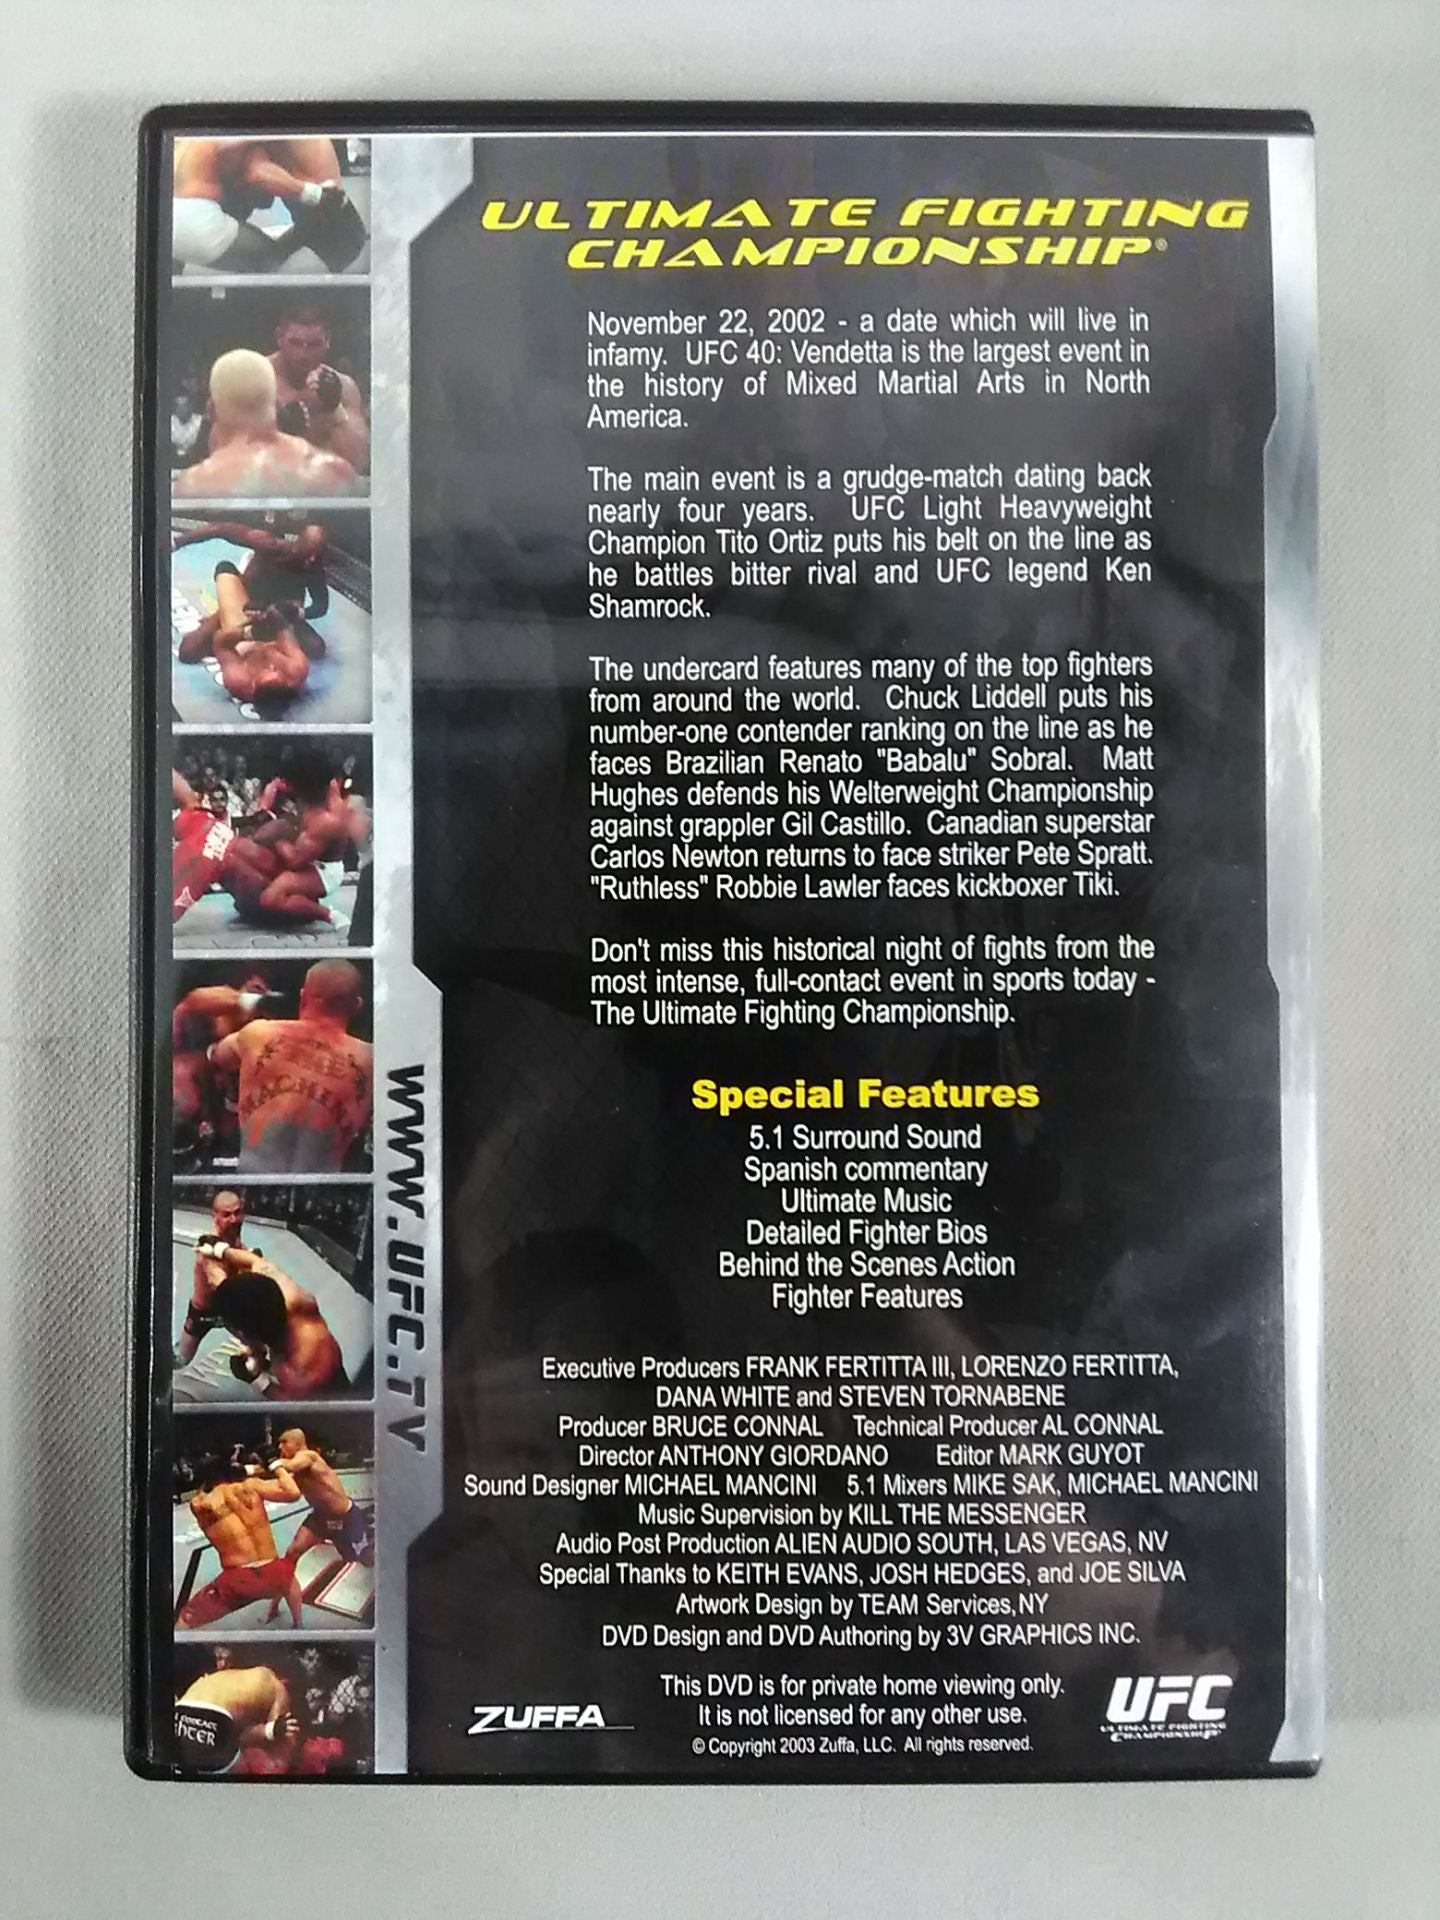 ULTIMATE FIGHTING
CHAMPIONSHIP®
November 22, 2002 - a date which will live in
infamy. UFC 40: Vendetta is the largest event in
the history of Mixed Martial Arts in North
America.
The main event is a grudge-match dating back
nearly four years. UFC Light Heavyweight
Champion Tito Ortiz puts his belt on the line as
he battles bitter rival and UFC legend Ken
Shamrock.
The undercard features many of the top fighters
from around the world. Chuck Liddell puts his
number-one contender ranking on the line as he
faces Brazilian Renato "Babalu" Sobral. Matt
Hughes defends his Welterweight Championship
against grappler Gil Castillo. Canadian superstar
Carlos Newton returns to face striker Pete Spratt.
"Ruthless" Robbie Lawler faces kickboxer Tiki.
Don't miss this historical night of fights from the
most intense, full-contact event in sports today -
The Ultimate Fighting Championship.
WWW.UFC.TV
Special Features
5.1 Surround Sound
Spanish commentary
Ultimate Music
Detailed Fighter Bios
Behind the Scenes Action
Fighter Features
Executive Producers FRANK FERTITTA III, LORENZO FERTITTA,
DANA WHITE and STEVEN TORNABENE
Producer BRUCE CONNAL Technical Producer AL CONNAL
Director ANTHONY GIORDANO Editor MARK GUYOT
Sound Designer MICHAEL MANCINI 5.1 Mixers MIKE SAK, MICHAEL MANCINI
Music Supervision by KILL THE MESSENGER
Audio Post Production ALIEN AUDIO SOUTH, LAS VEGAS, NV
Special Thanks to KEITH EVANS, JOSH HEDGES, and JOE SILVA
Artwork Design by TEAM Services, NY
DVD Design and DVD Authoring by 3V GRAPHICS INC.
This DVD is for private home viewing only.
It is not licensed for any other use.
© Copyright 2003 Zuffa, LLC. All rights reserved.
ZUFFA
UFC
ULTIMATE FIGHTING
CHAMPIONSHIP